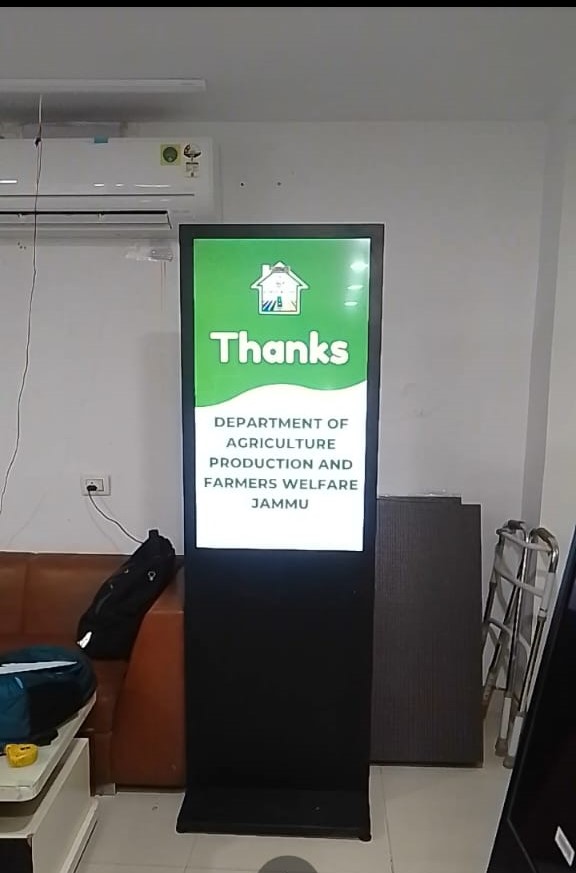 Thanks
DEPARTMENT OF
AGRICULTURE
PRODUCTION AND
FARMERS WELFARE
JAMMU